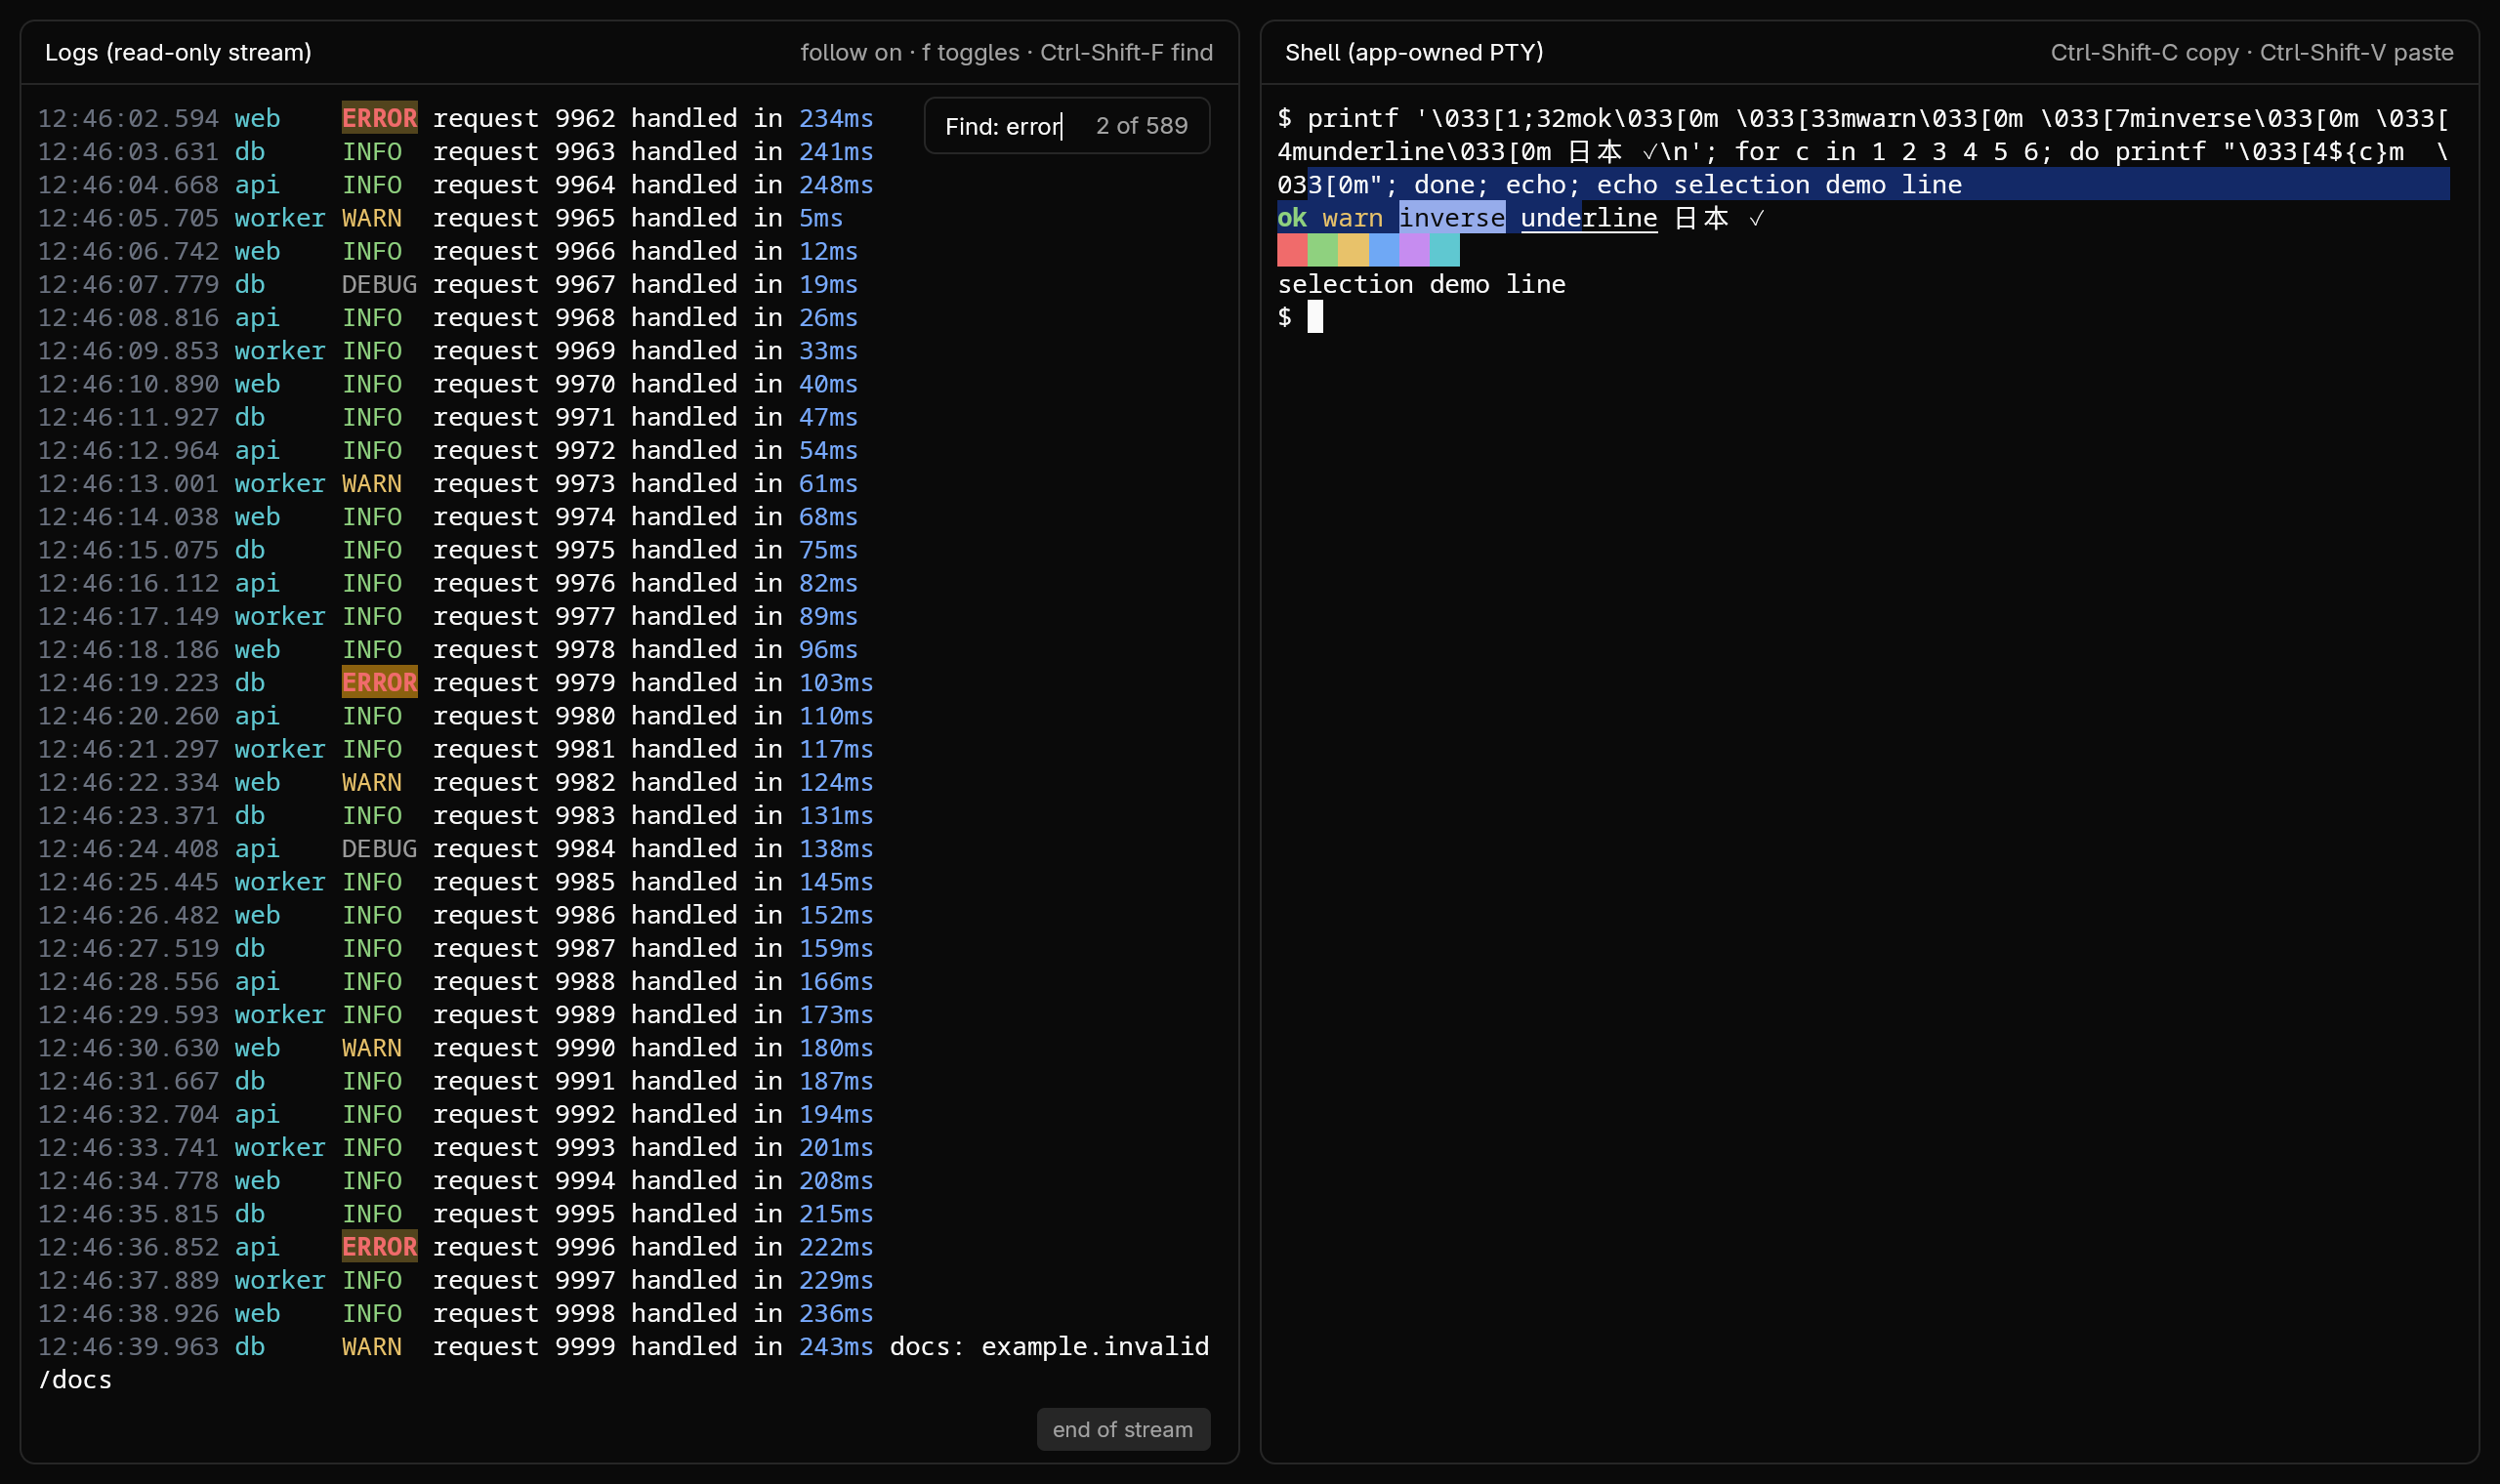 Logs (read-only stream) follow on · f toggles · Ctrl-Shift-F find
Find: error 2 of 589
12:46:02.594 web    ERROR request 9962 handled in 234ms
12:46:03.631 db     INFO  request 9963 handled in 241ms
12:46:04.668 api    INFO  request 9964 handled in 248ms
12:46:05.705 worker WARN  request 9965 handled in 5ms
12:46:06.742 web    INFO  request 9966 handled in 12ms
12:46:07.779 db     DEBUG request 9967 handled in 19ms
12:46:08.816 api    INFO  request 9968 handled in 26ms
12:46:09.853 worker INFO  request 9969 handled in 33ms
12:46:10.890 web    INFO  request 9970 handled in 40ms
12:46:11.927 db     INFO  request 9971 handled in 47ms
12:46:12.964 api    INFO  request 9972 handled in 54ms
12:46:13.001 worker WARN  request 9973 handled in 61ms
12:46:14.038 web    INFO  request 9974 handled in 68ms
12:46:15.075 db     INFO  request 9975 handled in 75ms
12:46:16.112 api    INFO  request 9976 handled in 82ms
12:46:17.149 worker INFO  request 9977 handled in 89ms
12:46:18.186 web    INFO  request 9978 handled in 96ms
12:46:19.223 db     ERROR request 9979 handled in 103ms
12:46:20.260 api    INFO  request 9980 handled in 110ms
12:46:21.297 worker INFO  request 9981 handled in 117ms
12:46:22.334 web    WARN  request 9982 handled in 124ms
12:46:23.371 db     INFO  request 9983 handled in 131ms
12:46:24.408 api    DEBUG request 9984 handled in 138ms
12:46:25.445 worker INFO  request 9985 handled in 145ms
12:46:26.482 web    INFO  request 9986 handled in 152ms
12:46:27.519 db     INFO  request 9987 handled in 159ms
12:46:28.556 api    INFO  request 9988 handled in 166ms
12:46:29.593 worker INFO  request 9989 handled in 173ms
12:46:30.630 web    WARN  request 9990 handled in 180ms
12:46:31.667 db     INFO  request 9991 handled in 187ms
12:46:32.704 api    INFO  request 9992 handled in 194ms
12:46:33.741 worker INFO  request 9993 handled in 201ms
12:46:34.778 web    INFO  request 9994 handled in 208ms
12:46:35.815 db     INFO  request 9995 handled in 215ms
12:46:36.852 api    ERROR request 9996 handled in 222ms
12:46:37.889 worker INFO  request 9997 handled in 229ms
12:46:38.926 web    INFO  request 9998 handled in 236ms
12:46:39.963 db     WARN  request 9999 handled in 243ms docs: example.invalid
/docs
end of stream
Shell (app-owned PTY) Ctrl-Shift-C copy · Ctrl-Shift-V paste
$ printf '\033[1;32mok\033[0m \033[33mwarn\033[0m \033[7minverse\033[0m \033[
4munderline\033[0m 日本 ✓\n'; for c in 1 2 3 4 5 6; do printf "\033[4${c}m  \
033[0m"; done; echo; echo selection demo line
ok warn inverse underline 日本 ✓
selection demo line
$